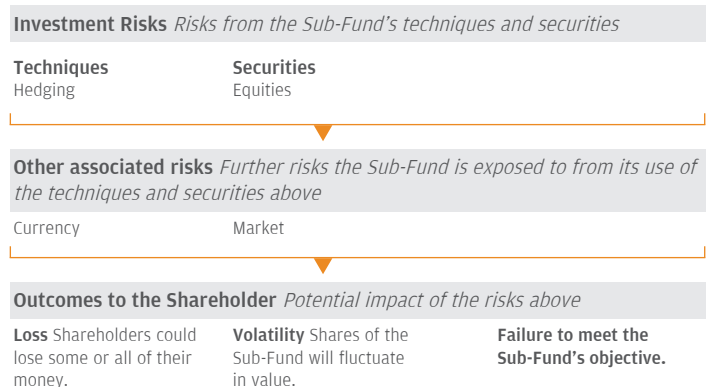 Investment Risks Risks from the Sub-Fund's techniques and securities
Techniques
Hedging
Securities
Equities
Other associated risks Further risks the Sub-Fund is exposed to from its use of
the techniques and securities above
Currency
Market
Outcomes to the Shareholder Potential impact of the risks above
Loss Shareholders could
lose some or all of their
money.
Volatility Shares of the
Sub-Fund will fluctuate
in value.
Failure to meet the
Sub-Fund's objective.